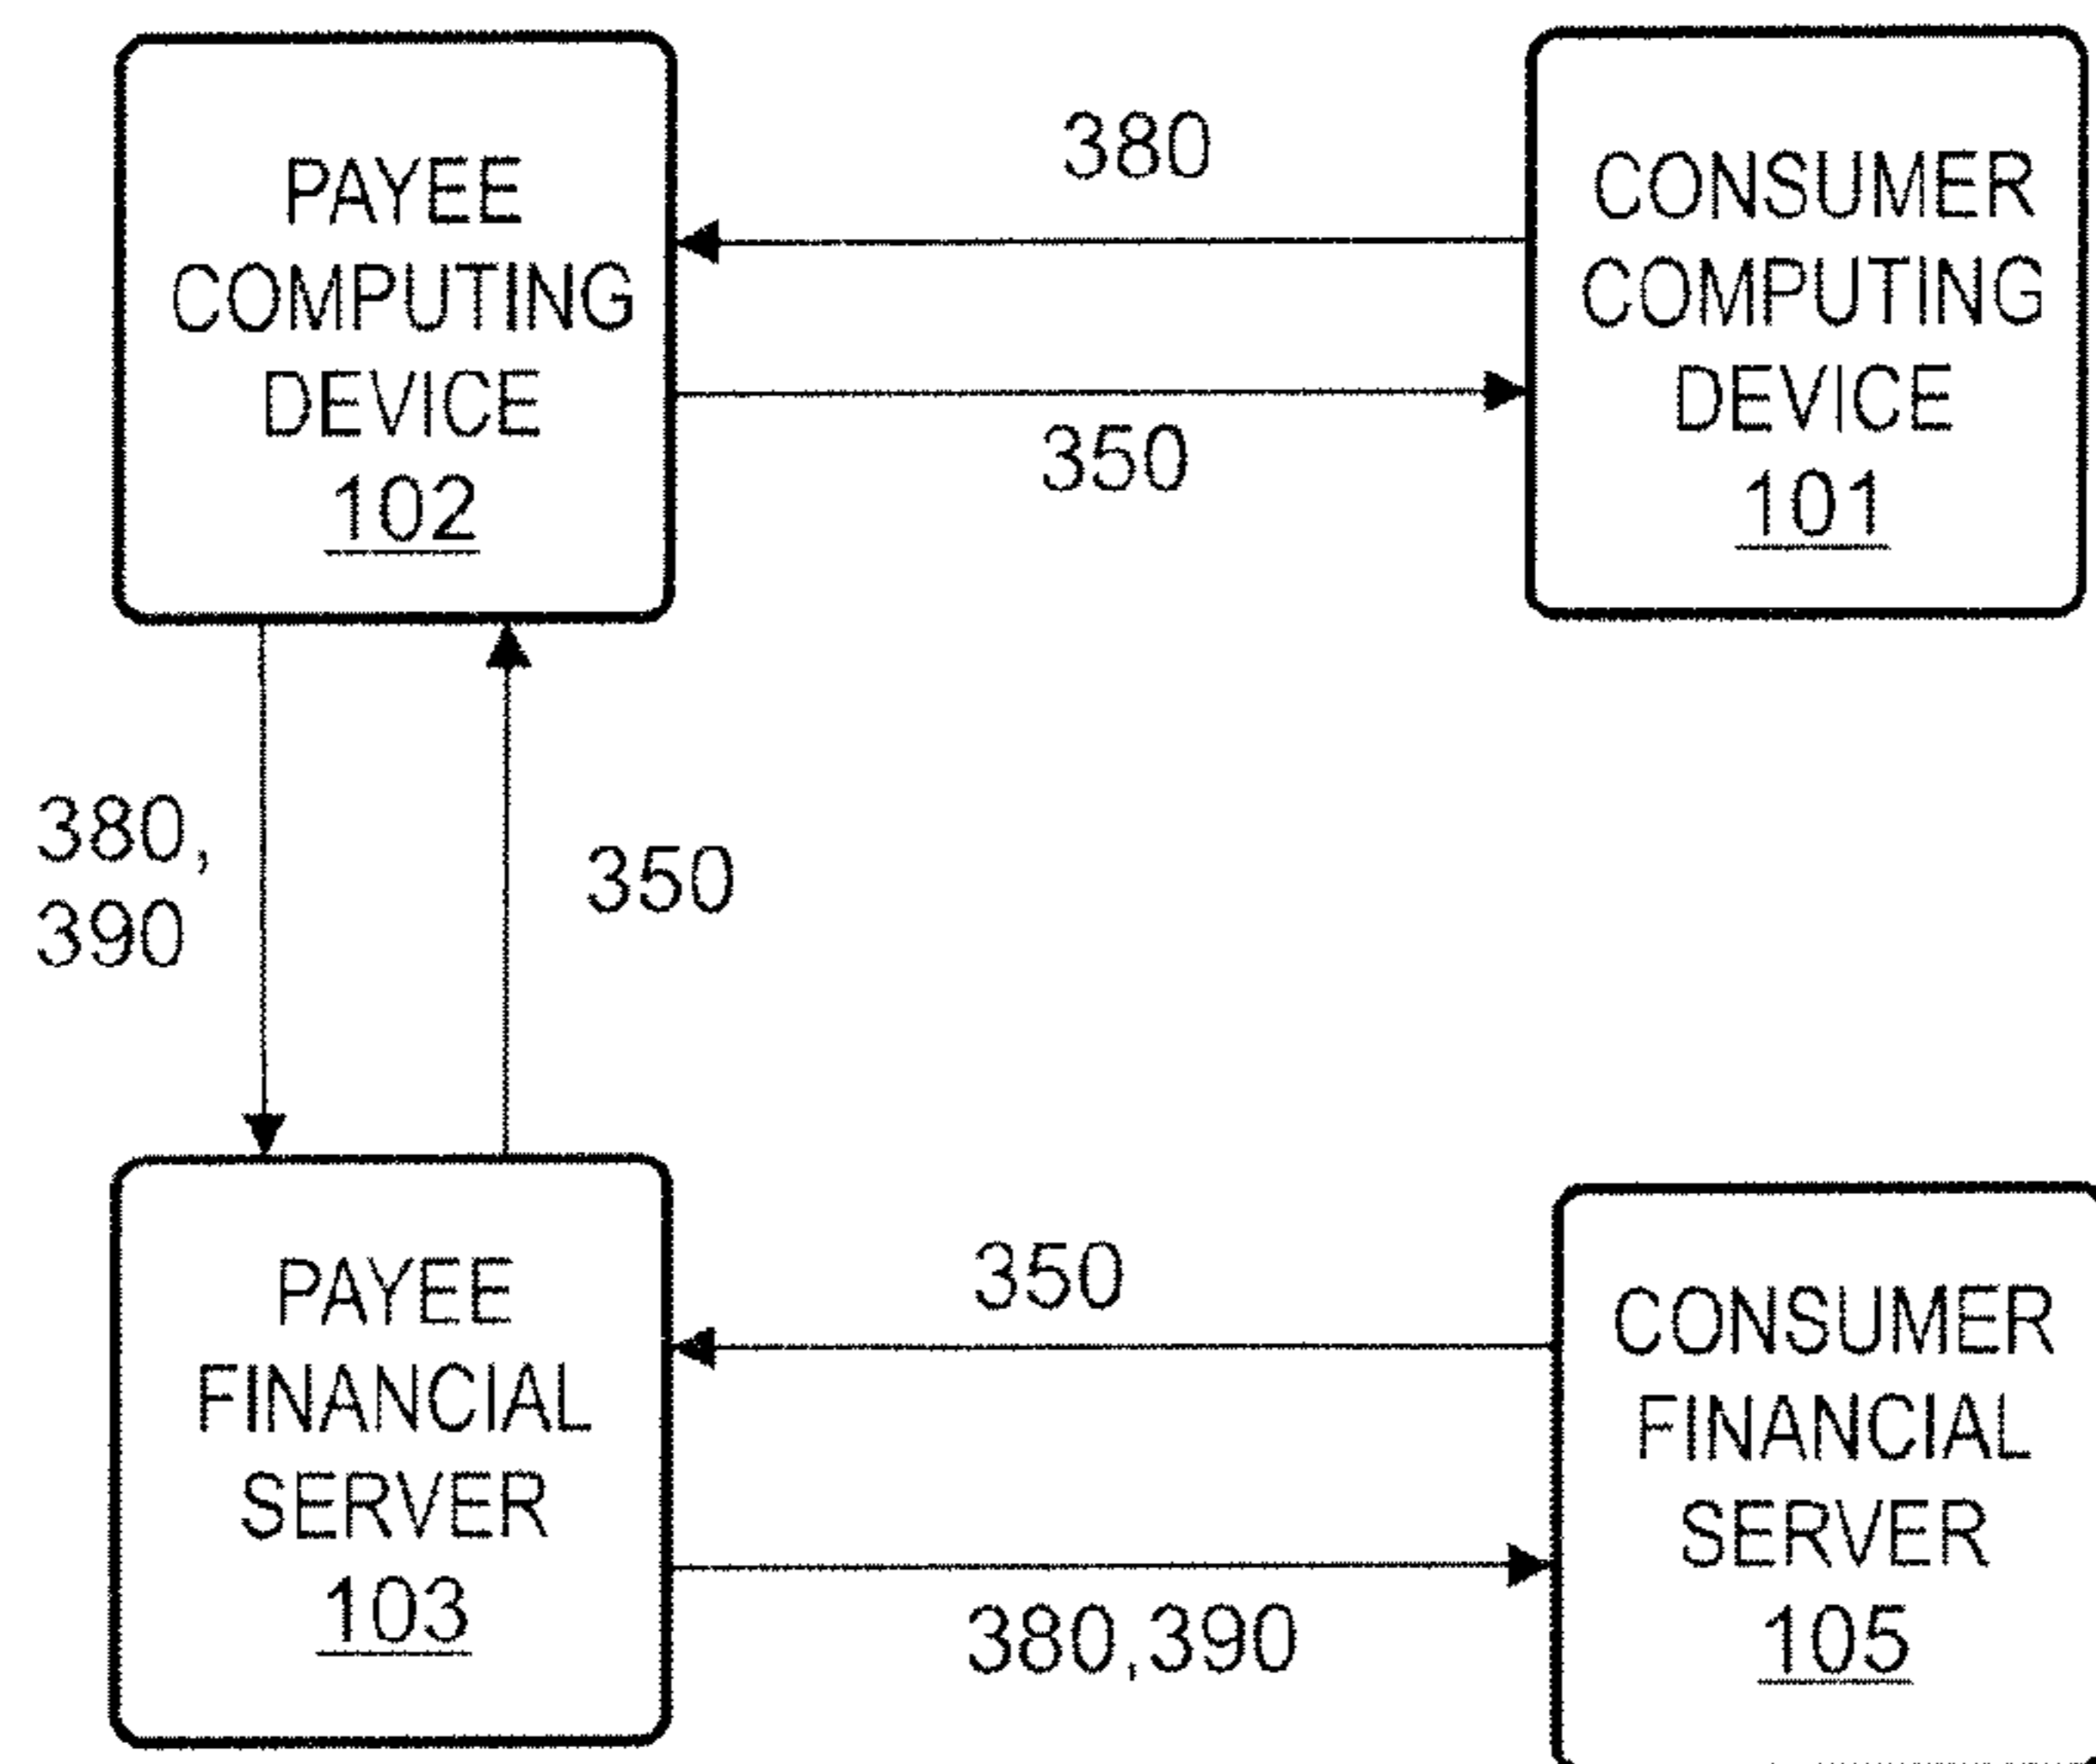 PAYEE
COMPUTING
DEVICE
102
380
350
CONSUMER
COMPUTING
DEVICE
101
380,
390
350
PAYEE
FINANCIAL
SERVER
103
350
380,390
CONSUMER
FINANCIAL
SERVER
105